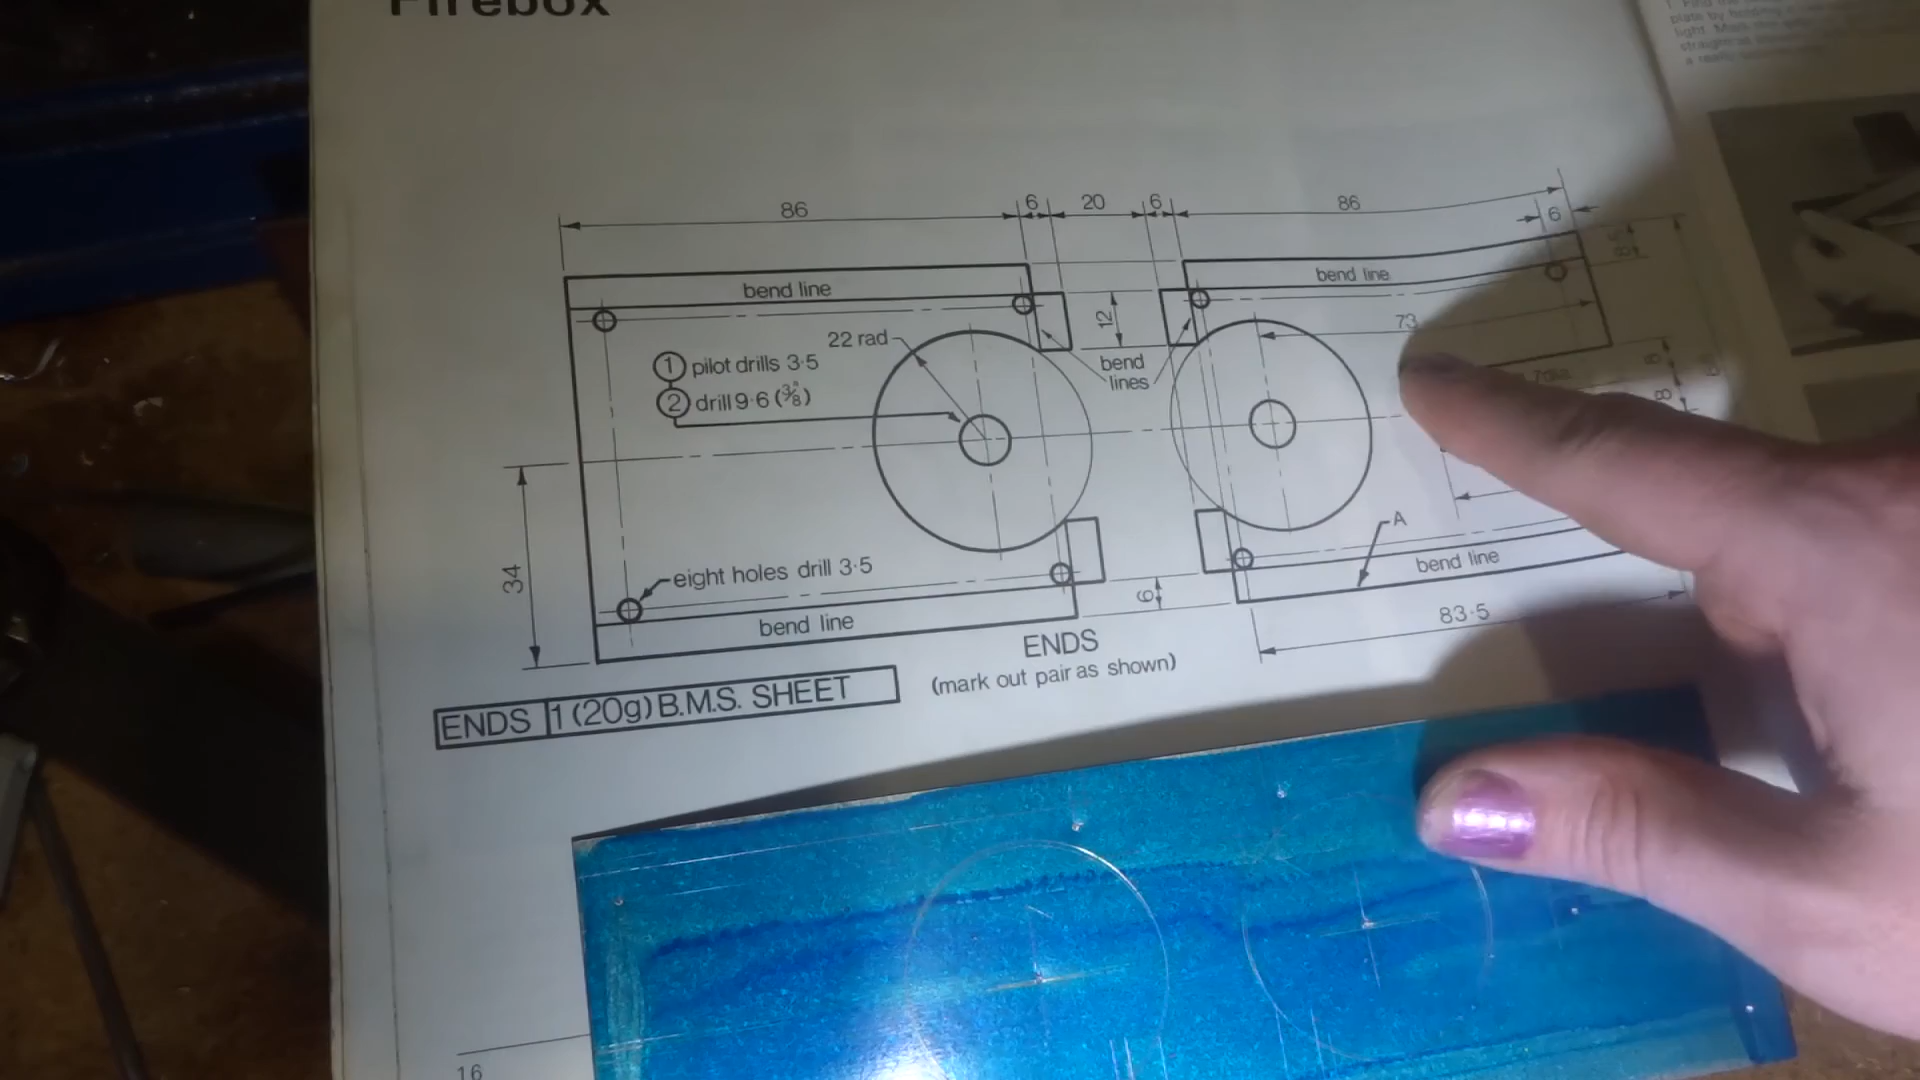 Firebox
86
6
20
6
86
6
bend line
bend line
12
73
22 rad
bend
lines
1 pilot drills 3·5
2 drill 9·6 (3/8")
8
8
A
34
eight holes drill 3·5
bend line
bend line
6
83·5
ENDS
(mark out pair as shown)
ENDS 1 (20g) B.M.S. SHEET
16